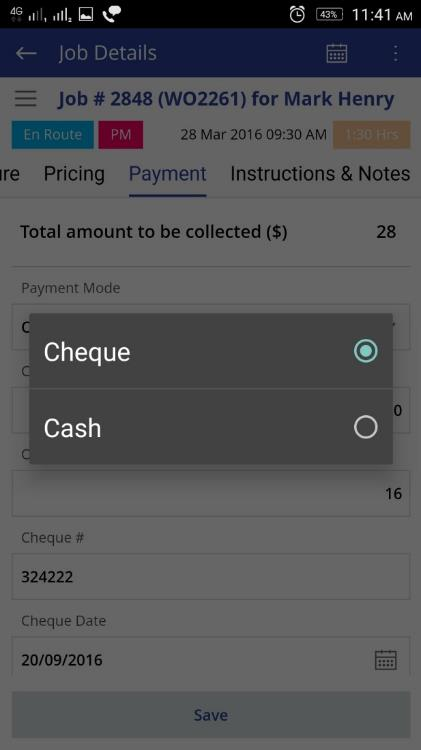 4G 43% 11:41 AM
Job Details
Job # 2848 (WO2261) for Mark Henry
En Route PM 28 Mar 2016 09:30 AM 1:30 Hrs
re Pricing Payment Instructions & Notes
Total amount to be collected ($) 28
Payment Mode
C
Cheque
C
0
Cash
C
16
Cheque #
324222
Cheque Date
20/09/2016
Save